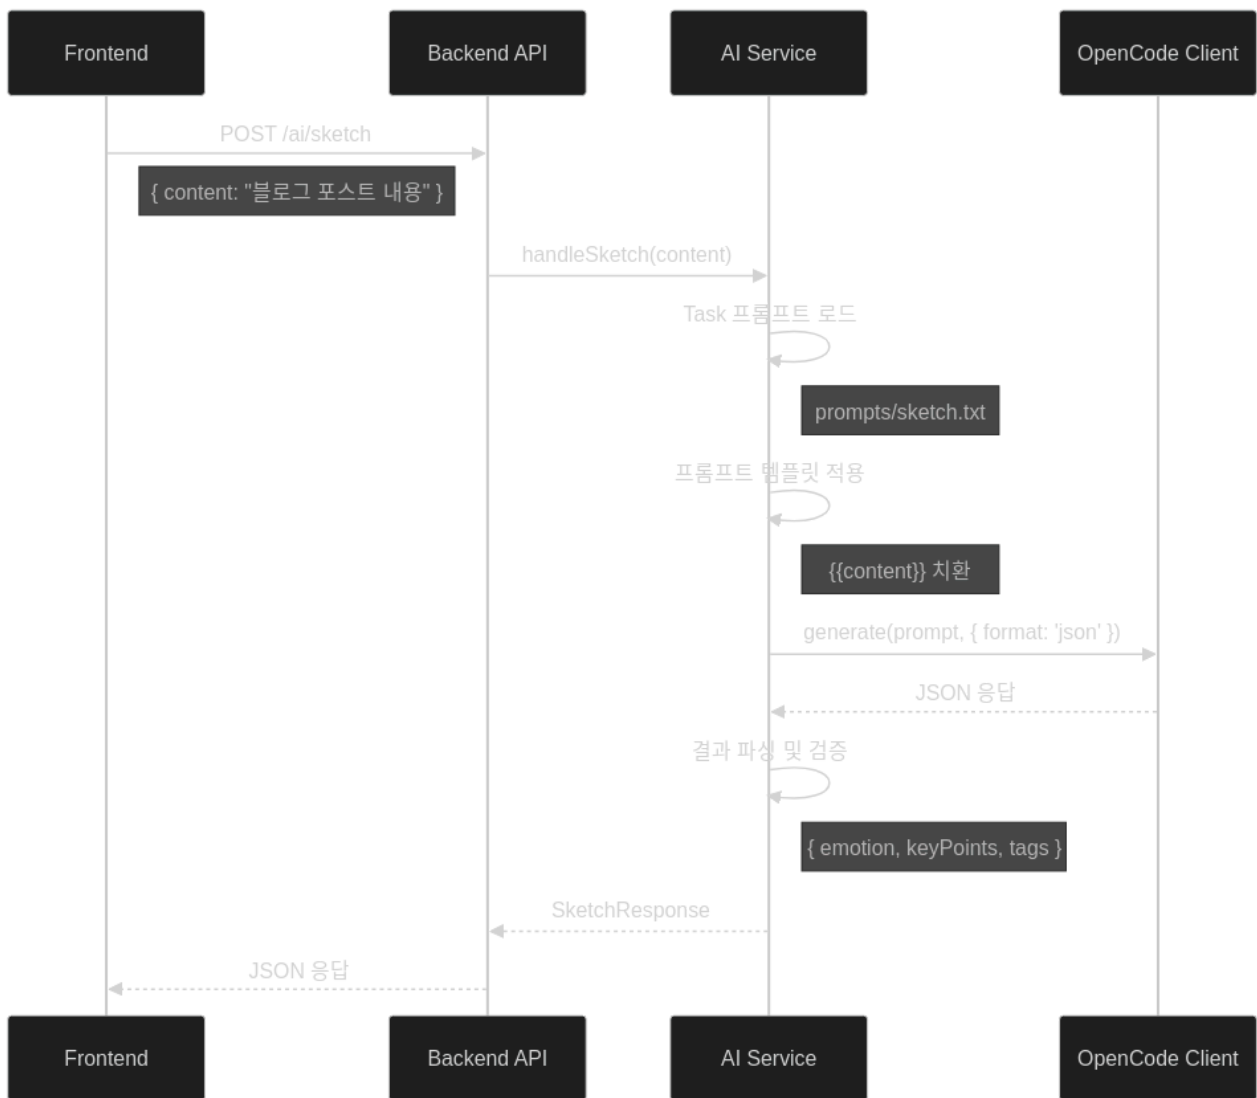 Frontend
Backend API
AI Service
OpenCode Client
POST /ai/sketch
{ content: "블로그 포스트 내용" }
handleSketch(content)
Task 프롬프트 로드
prompts/sketch.txt
프롬프트 템플릿 적용
{{content}} 치환
generate(prompt, { format: 'json' })
JSON 응답
결과 파싱 및 검증
{ emotion, keyPoints, tags }
SketchResponse
JSON 응답
Frontend
Backend API
AI Service
OpenCode Client